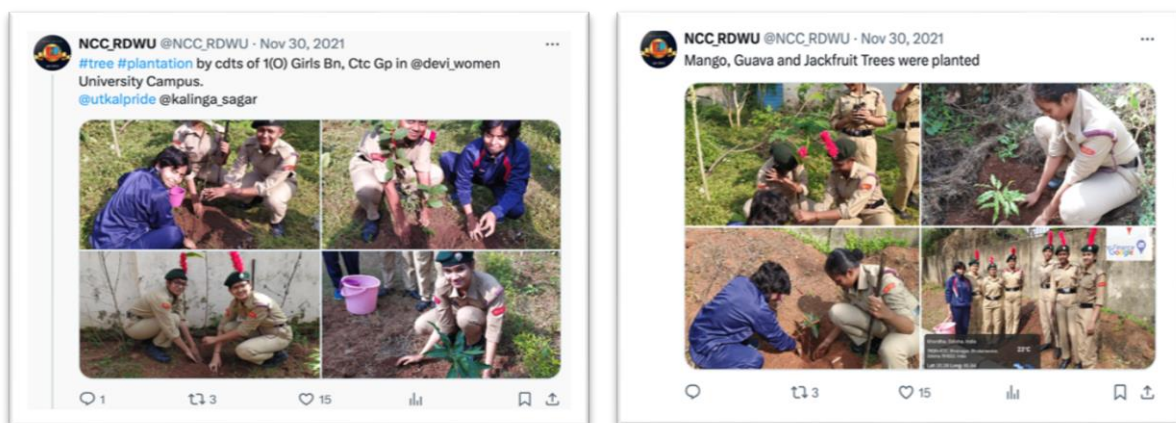 NCC_RDWU @NCC_RDWU · Nov 30, 2021
#tree #plantation by cdts of 1(O) Girls Bn, Ctc Gp in @devi_women
University Campus.
@utkalpride @kalinga_sagar
1 3 15
NCC_RDWU @NCC_RDWU · Nov 30, 2021
Mango, Guava and Jackfruit Trees were planted
Google
3 15